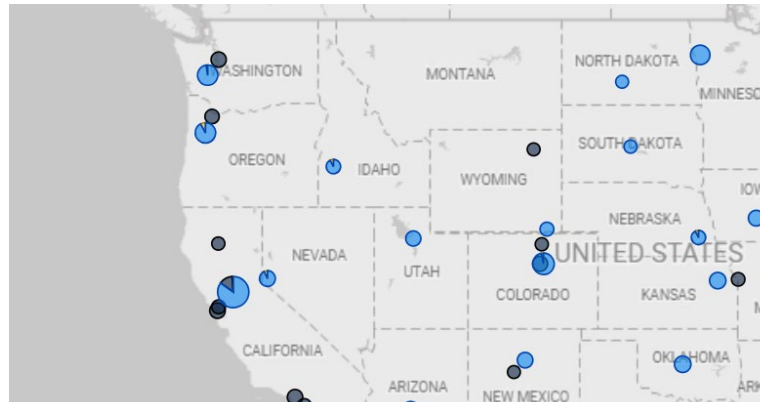 NORTH DAKOTA
WASHINGTON
MONTANA
MINNESO
SOUTH DAKOTA
OREGON
IDAHO
WYOMING
IOW
NEBRASKA
NEVADA
UNITED STATES
UTAH
COLORADO
KANSAS
M
CALIFORNIA
OKLAHOMA
ARIZONA
NEW MEXICO
ARK